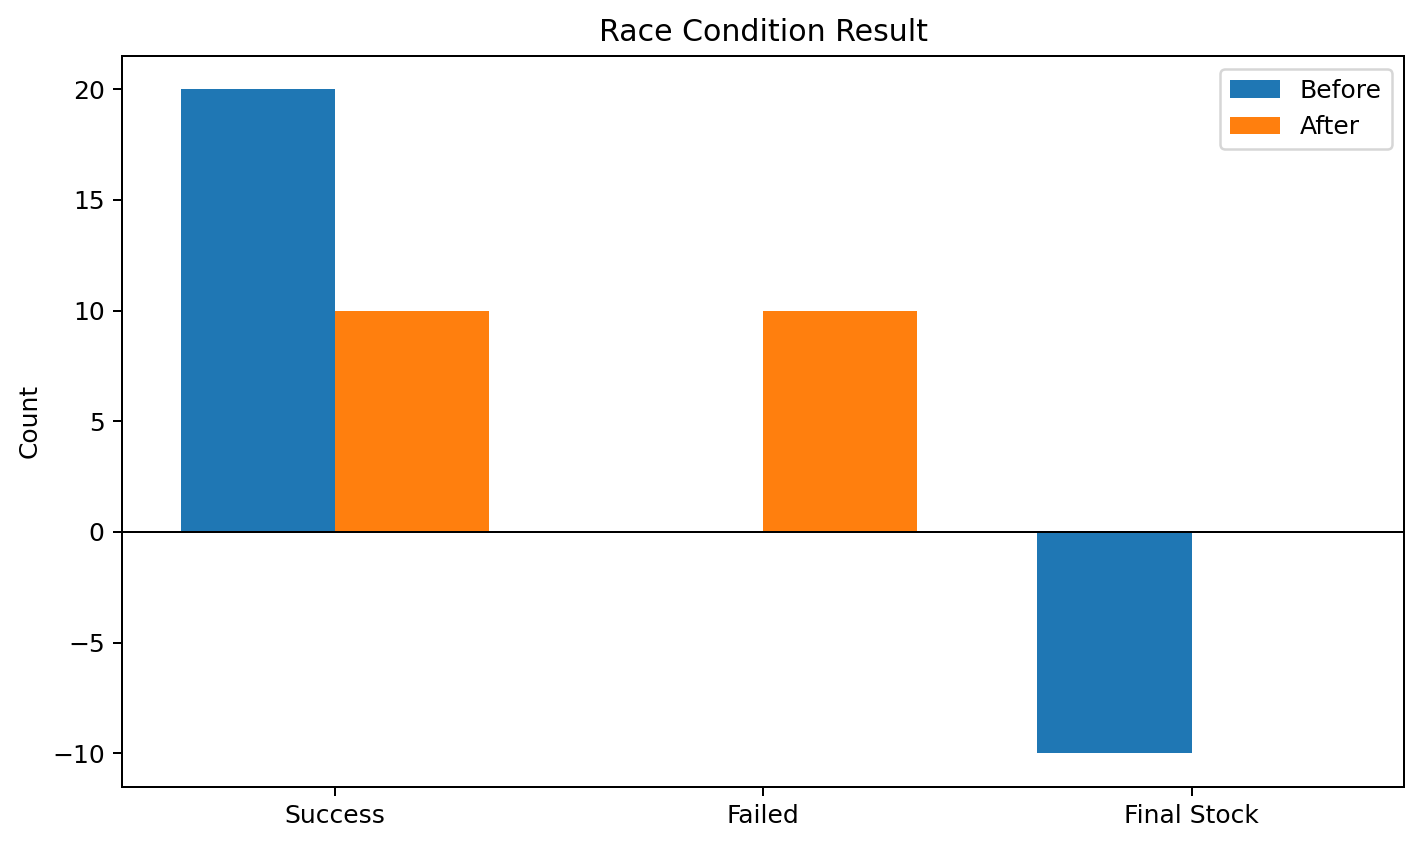 Race Condition Result
Before
After
Count
20
15
10
5
0
−5
−10
Success
Failed
Final Stock